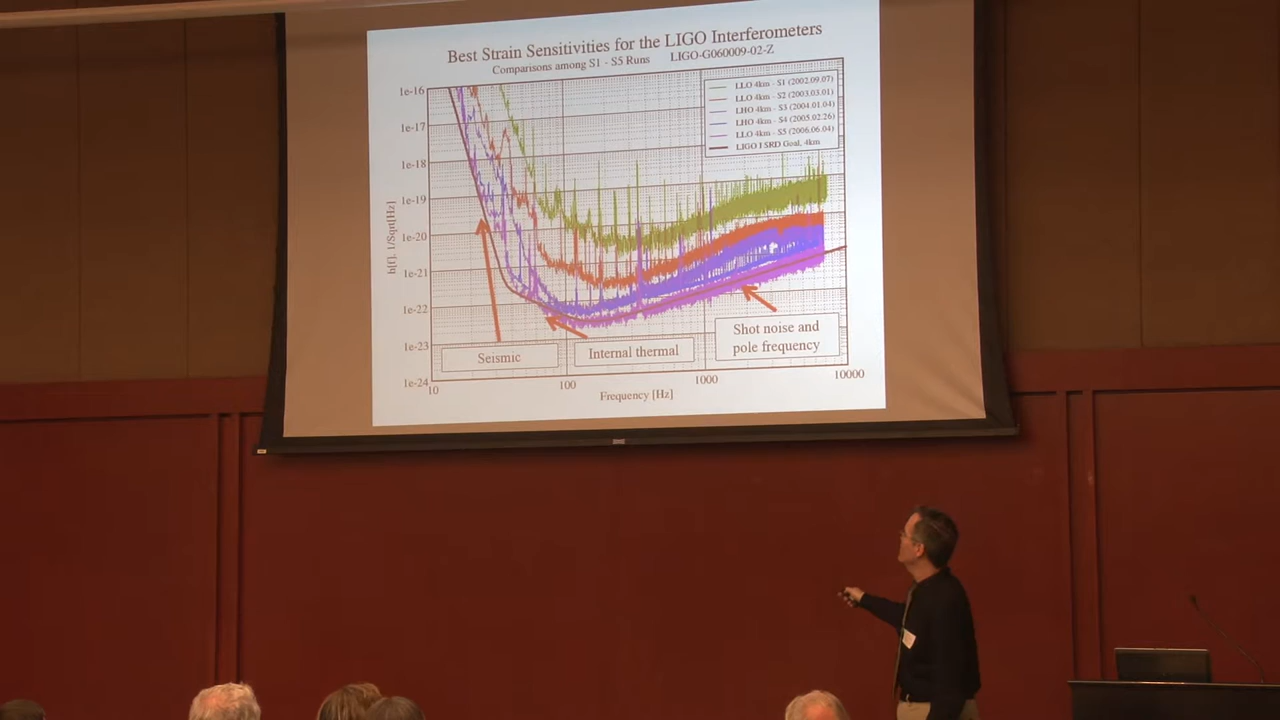 Best Strain Sensitivities for the LIGO Interferometers
Comparisons among S1 - S5 Runs LIGO-G060009-02-Z
LLO 4km - S1 (2002.09.07)
LLO 4km - S2 (2003.03.01)
LHO 4km - S3 (2004.01.04)
LHO 4km - S4 (2005.02.26)
LLO 4km - S5 (2006.06.04)
LIGO I SRD Goal, 4km
1e-16
1e-17
1e-18
1e-19
1e-20
1e-21
1e-22
1e-23
1e-24
h[f], 1/Sqrt[Hz]
Seismic
Internal thermal
Shot noise and
pole frequency
10
100
1000
10000
Frequency [Hz]